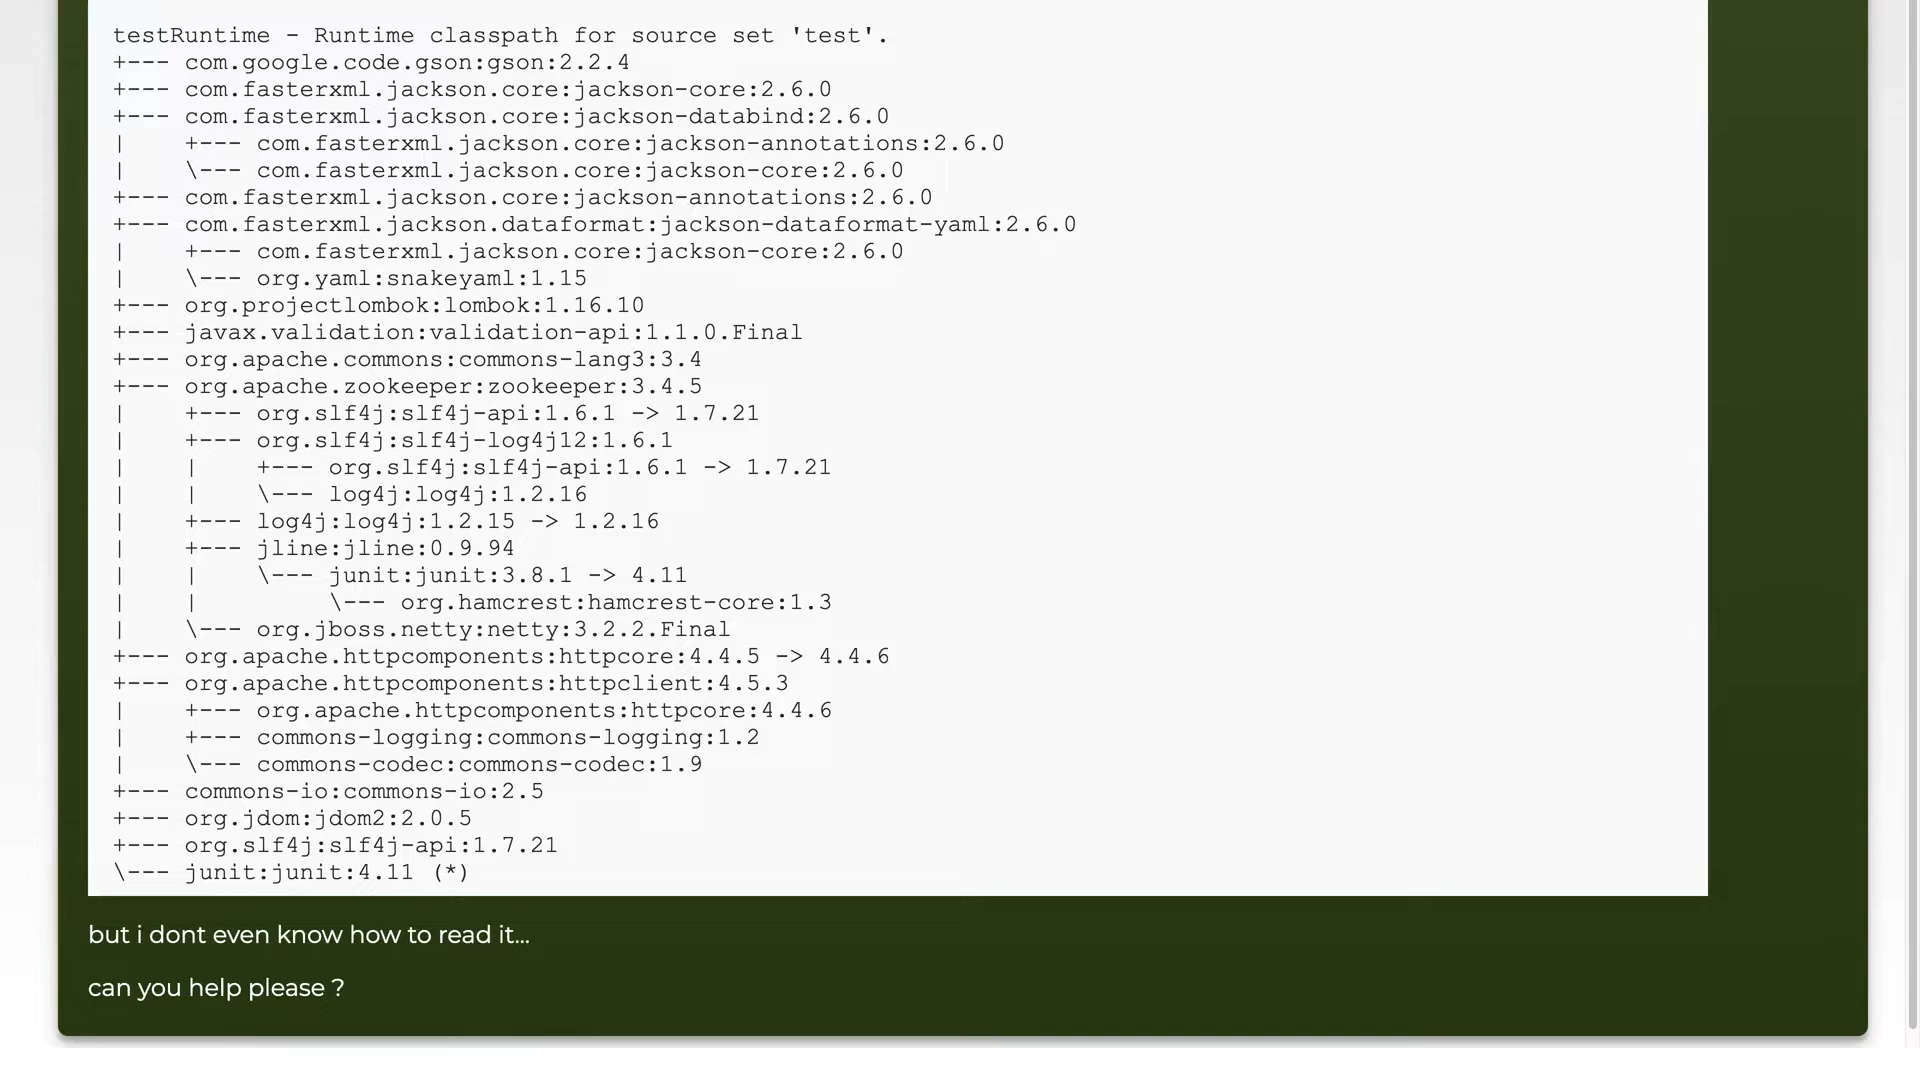 testRuntime - Runtime classpath for source set 'test'.
+--- com.google.code.gson:gson:2.2.4
+--- com.fasterxml.jackson.core:jackson-core:2.6.0
+--- com.fasterxml.jackson.core:jackson-databind:2.6.0
|    +--- com.fasterxml.jackson.core:jackson-annotations:2.6.0
|    \--- com.fasterxml.jackson.core:jackson-core:2.6.0
+--- com.fasterxml.jackson.core:jackson-annotations:2.6.0
+--- com.fasterxml.jackson.dataformat:jackson-dataformat-yaml:2.6.0
|    +--- com.fasterxml.jackson.core:jackson-core:2.6.0
|    \--- org.yaml:snakeyaml:1.15
+--- org.projectlombok:lombok:1.16.10
+--- javax.validation:validation-api:1.1.0.Final
+--- org.apache.commons:commons-lang3:3.4
+--- org.apache.zookeeper:zookeeper:3.4.5
|    +--- org.slf4j:slf4j-api:1.6.1 -> 1.7.21
|    +--- org.slf4j:slf4j-log4j12:1.6.1
|    |    +--- org.slf4j:slf4j-api:1.6.1 -> 1.7.21
|    |    \--- log4j:log4j:1.2.16
|    +--- log4j:log4j:1.2.15 -> 1.2.16
|    +--- jline:jline:0.9.94
|    |    \--- junit:junit:3.8.1 -> 4.11
|    |         \--- org.hamcrest:hamcrest-core:1.3
|    \--- org.jboss.netty:netty:3.2.2.Final
+--- org.apache.httpcomponents:httpcore:4.4.5 -> 4.4.6
+--- org.apache.httpcomponents:httpclient:4.5.3
|    +--- org.apache.httpcomponents:httpcore:4.4.6
|    +--- commons-logging:commons-logging:1.2
|    \--- commons-codec:commons-codec:1.9
+--- commons-io:commons-io:2.5
+--- org.jdom:jdom2:2.0.5
+--- org.slf4j:slf4j-api:1.7.21
\--- junit:junit:4.11 (*)
but i dont even know how to read it...
can you help please ?